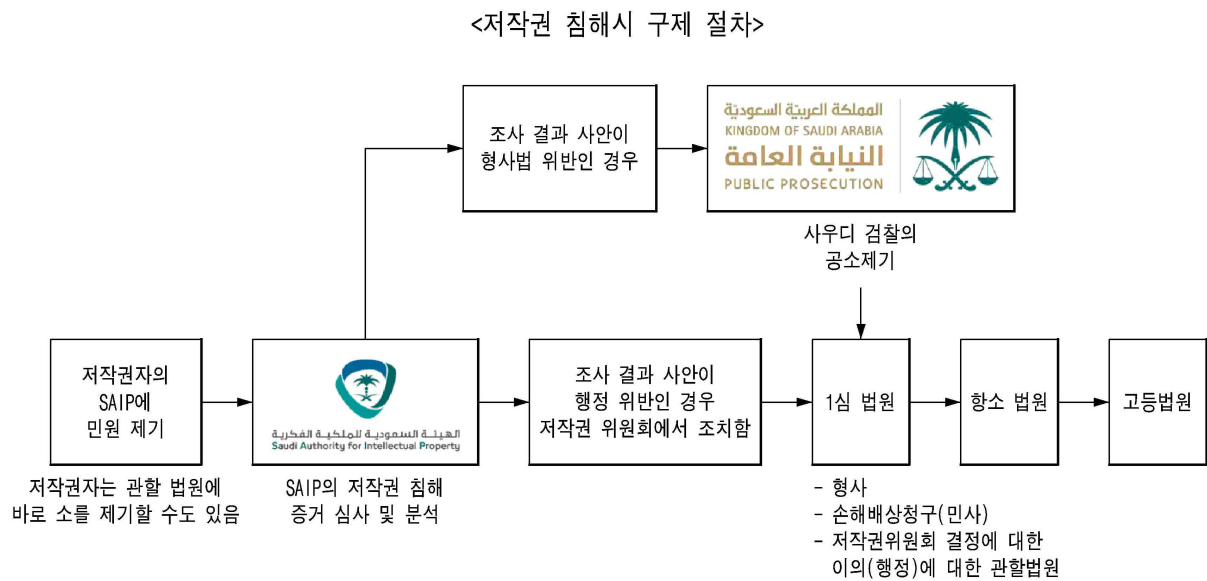 <저작권 침해시 구제 절차>
조사 결과 사안이
형사법 위반인 경우
المملكة العربية السعودية
KINGDOM OF SAUDI ARABIA
النيابة العامة
PUBLIC PROSECUTION
사우디 검찰의
공소제기
저작권자의
SAIP에
민원 제기
저작권자는 관할 법원에
바로 소를 제기할 수도 있음
الهيئة السعودية للملكية الفكرية
Saudi Authority for Intellectual Property
SAIP의 저작권 침해
증거 심사 및 분석
조사 결과 사안이
행정 위반인 경우
저작권 위원회에서 조치함
1심 법원
- 형사
- 손해배상청구(민사)
- 저작권위원회 결정에 대한
이의(행정)에 대한 관할법원
항소 법원
고등법원